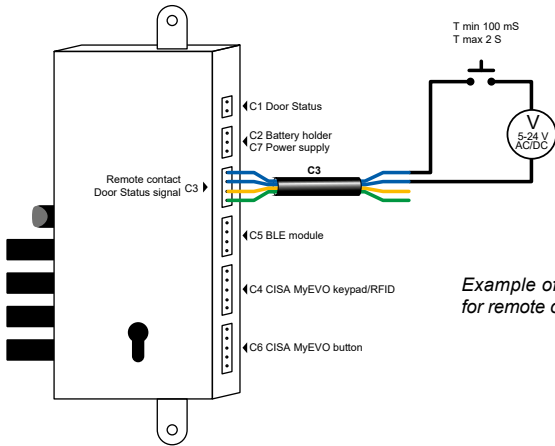 T min 100 mS
T max 2 S
C1 Door Status
C2 Battery holder
C7 Power supply
V
5-24 V
AC/DC
C3
Remote contact
Door Status signal C3
C5 BLE module
C4 CISA MyEVO keypad/RFID
C6 CISA MyEVO button
Example of
for remote